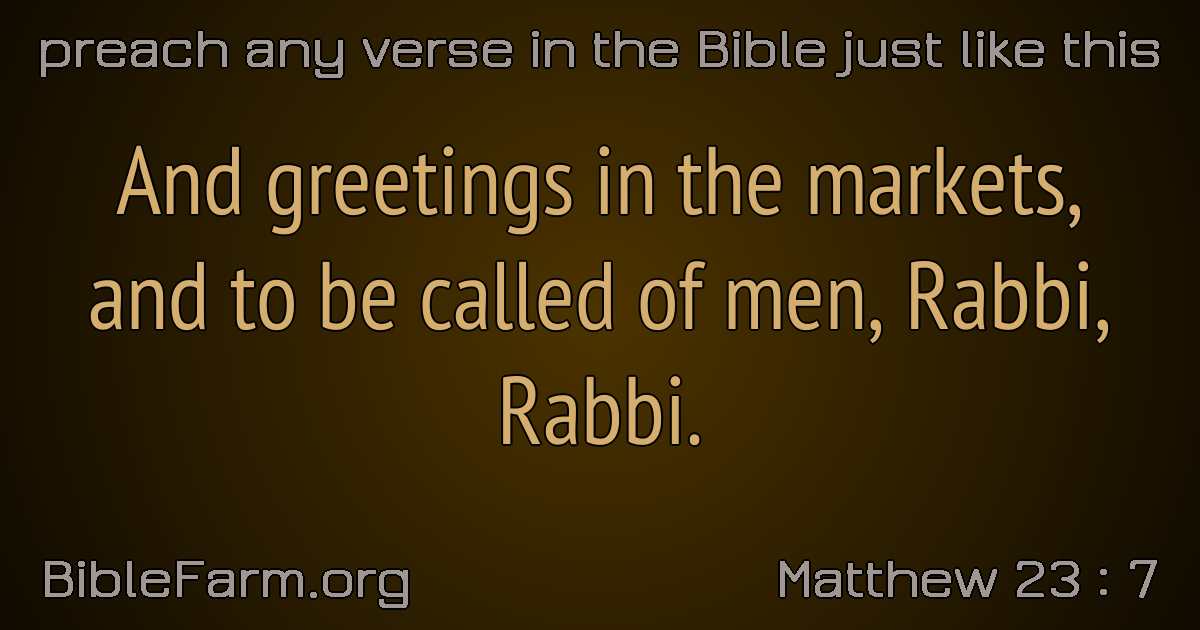 preach any verse in the Bible just like this
And greetings in the markets,
and to be called of men, Rabbi,
Rabbi.
BibleFarm.org
Matthew 23 : 7